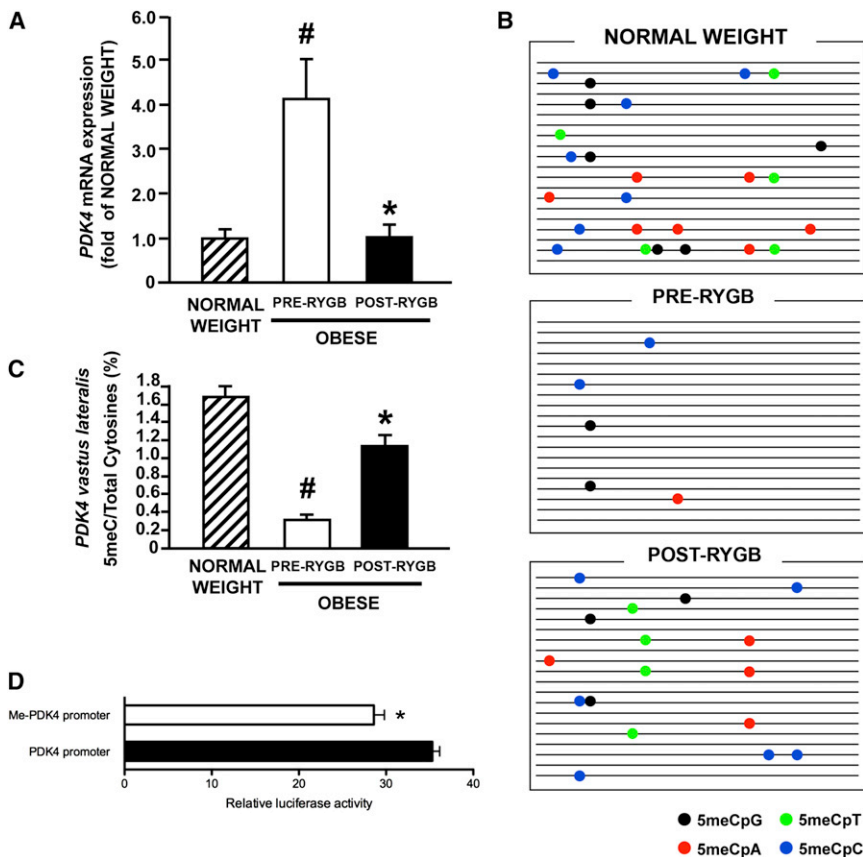 A
PDK4 mRNA expression
(fold of NORMAL WEIGHT)
6.0
5.0
4.0
3.0
2.0
1.0
0
#
*
NORMAL
WEIGHT
PRE-RYGB
POST-RYGB
OBESE
B
NORMAL WEIGHT
PRE-RYGB
POST-RYGB
5meCpG
5meCpT
5meCpA
5meCpC
C
PDK4 vastus lateralis
5meC/Total Cytosines (%)
1.8
1.6
1.4
1.2
1.0
0.8
0.6
0.4
0.2
0
#
*
NORMAL
WEIGHT
PRE-RYGB
POST-RYGB
OBESE
D
Me-PDK4 promoter
*
PDK4 promoter
0 10 20 30 40
Relative luciferase activity